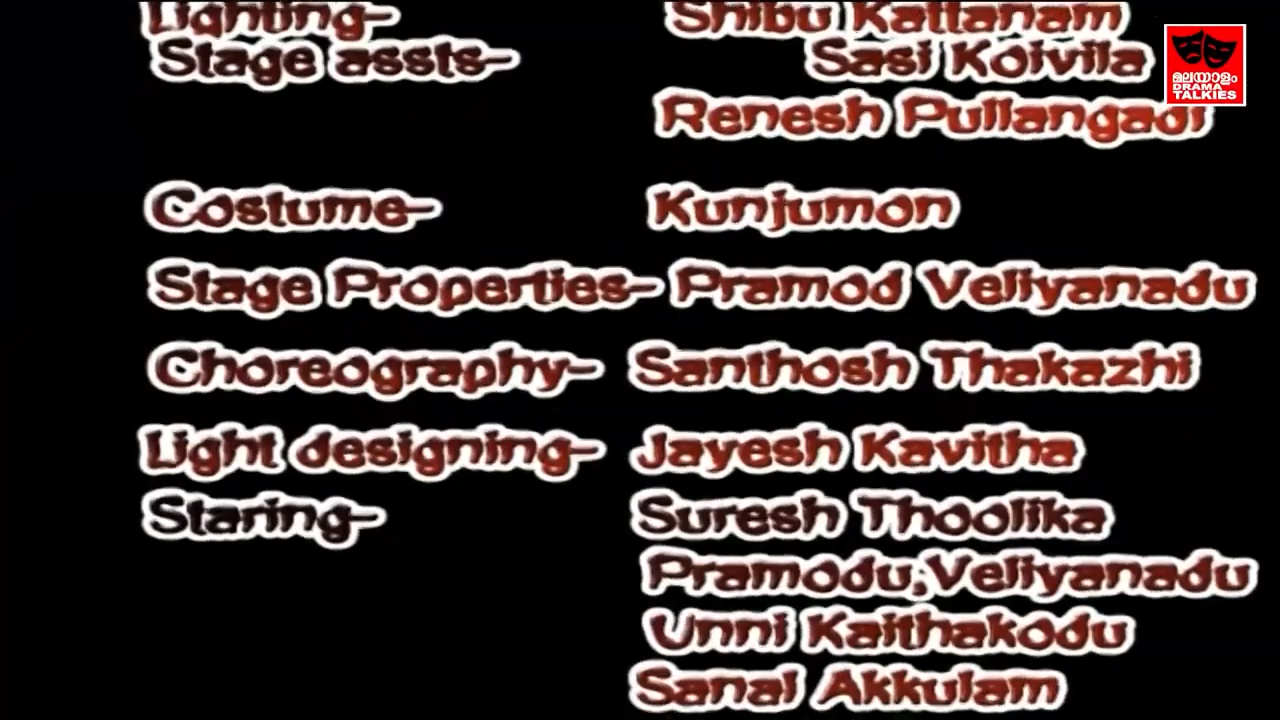 Lighting- Shibu Kattanam
Stage assts- Sasi Koivila
Renesh Pullangadi
Costume- Kunjumon
Stage Properties- Pramod Veliyanadu
Choreography- Santhosh Thakazhi
Light designing- Jayesh Kavitha
Staring- Suresh Thoolika
Pramodu,Veliyanadu
Unni Kaithakodu
Sanal Akkulam
മലയാളം
DRAMA
TALKIES